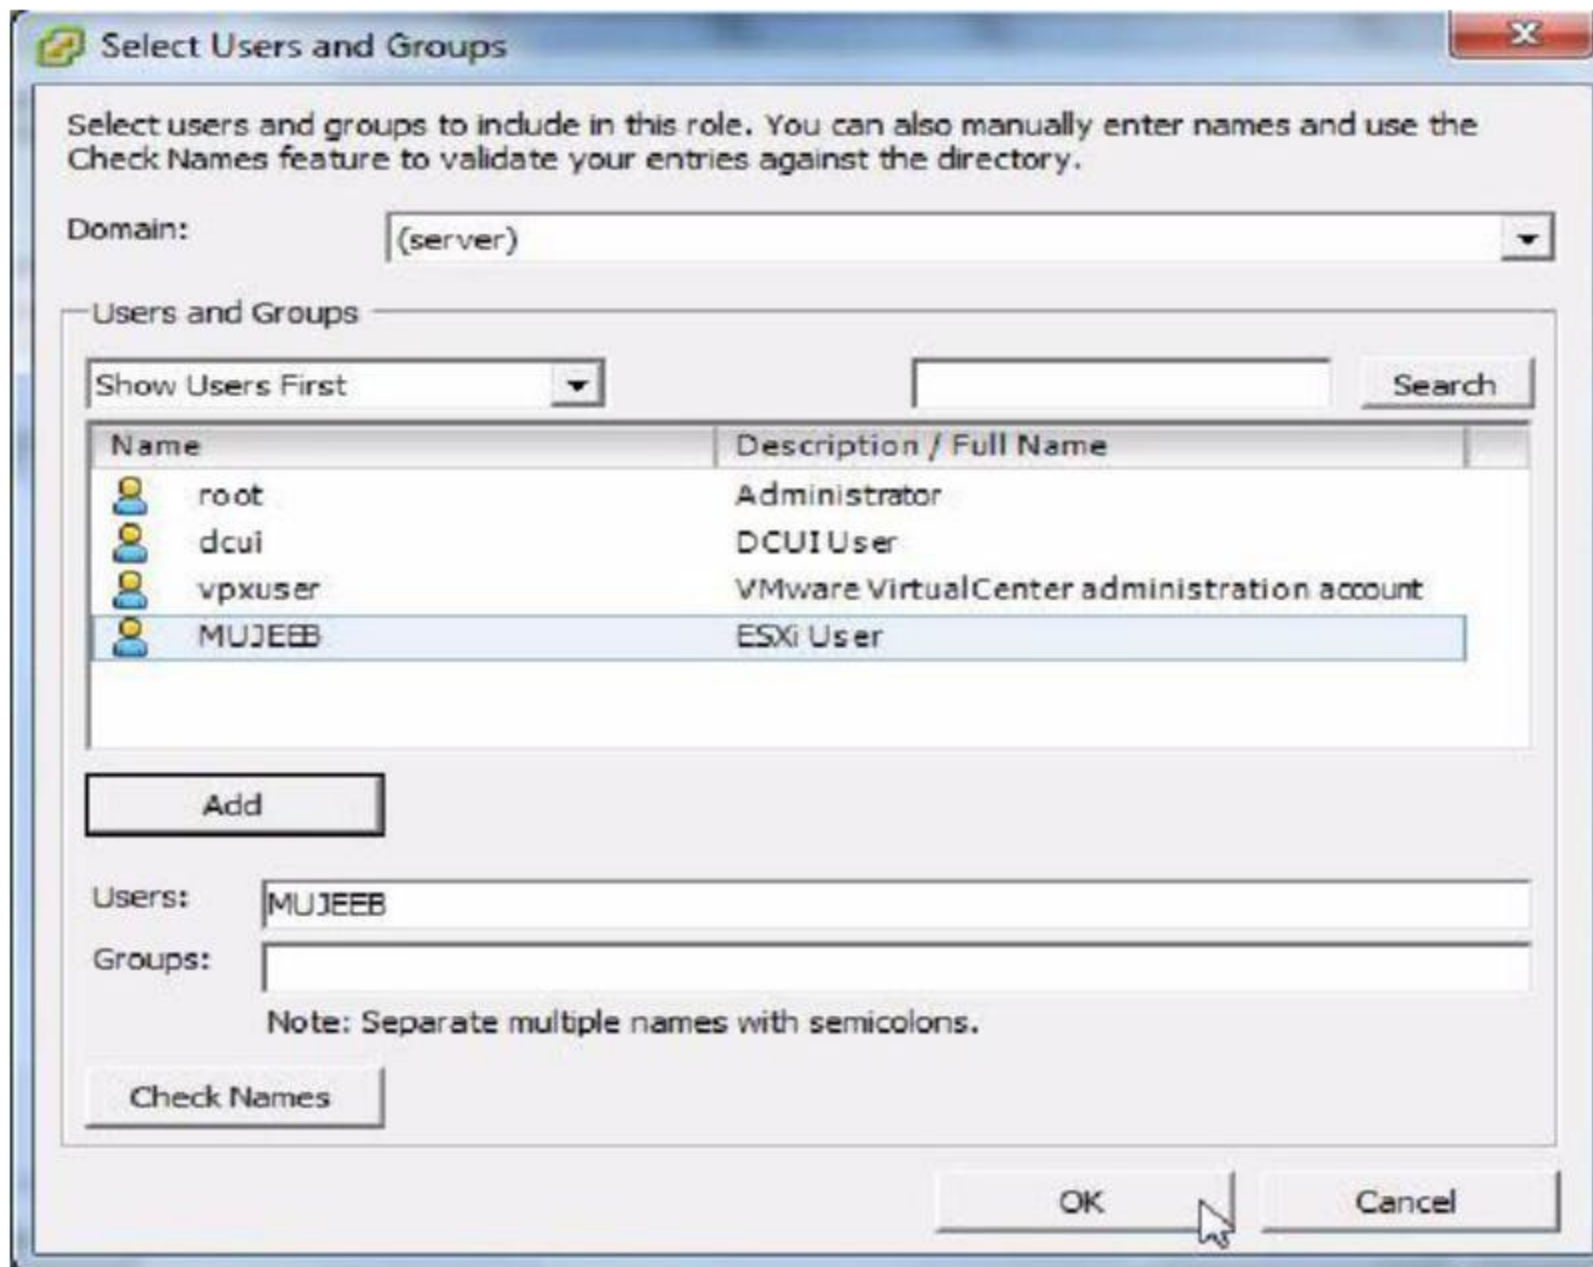 Select Users and Groups
Select users and groups to include in this role. You can also manually enter names and use the
Check Names feature to validate your entries against the directory.
Domain: (server)
Users and Groups
Show Users First Search
Name Description / Full Name
root Administrator
dcui DCUI User
vpxuser VMware VirtualCenter administration account
MUJEEB ESXi User
Add
Users: MUJEEB
Groups:
Note: Separate multiple names with semicolons.
Check Names
OK Cancel